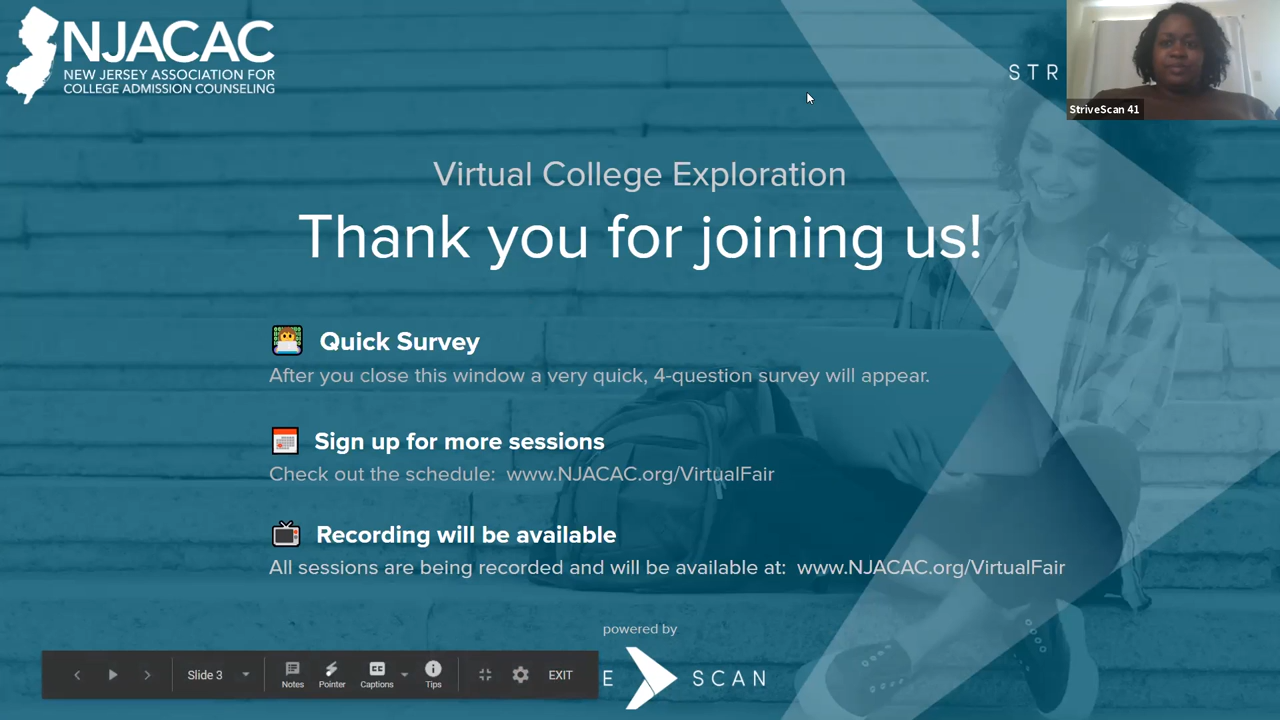 NJACAC
NEW JERSEY ASSOCIATION FOR
COLLEGE ADMISSION COUNSELING
STR
StriveScan 41
Virtual College Exploration
Thank you for joining us!
Quick Survey
After you close this window a very quick, 4-question survey will appear.
Sign up for more sessions
Check out the schedule: www.NJACAC.org/VirtualFair
Recording will be available
All sessions are being recorded and will be available at: www.NJACAC.org/VirtualFair
powered by
E SCAN
Slide 3
Notes
Pointer
Captions
Tips
EXIT